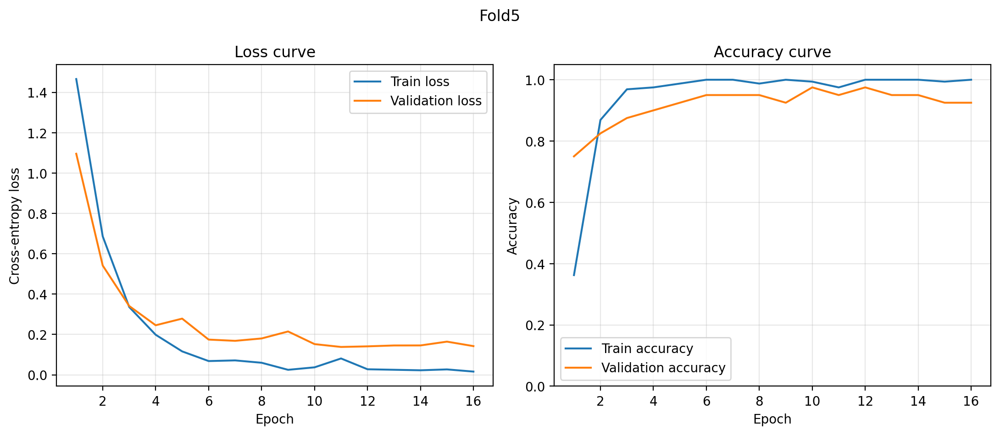 Fold5
Loss curve
Train loss
Validation loss
Cross-entropy loss
1.4
1.2
1.0
0.8
0.6
0.4
0.2
0.0
2 4 6 8 10 12 14 16
Epoch
Accuracy curve
Accuracy
1.0
0.8
0.6
0.4
0.2
0.0
Train accuracy
Validation accuracy
2 4 6 8 10 12 14 16
Epoch